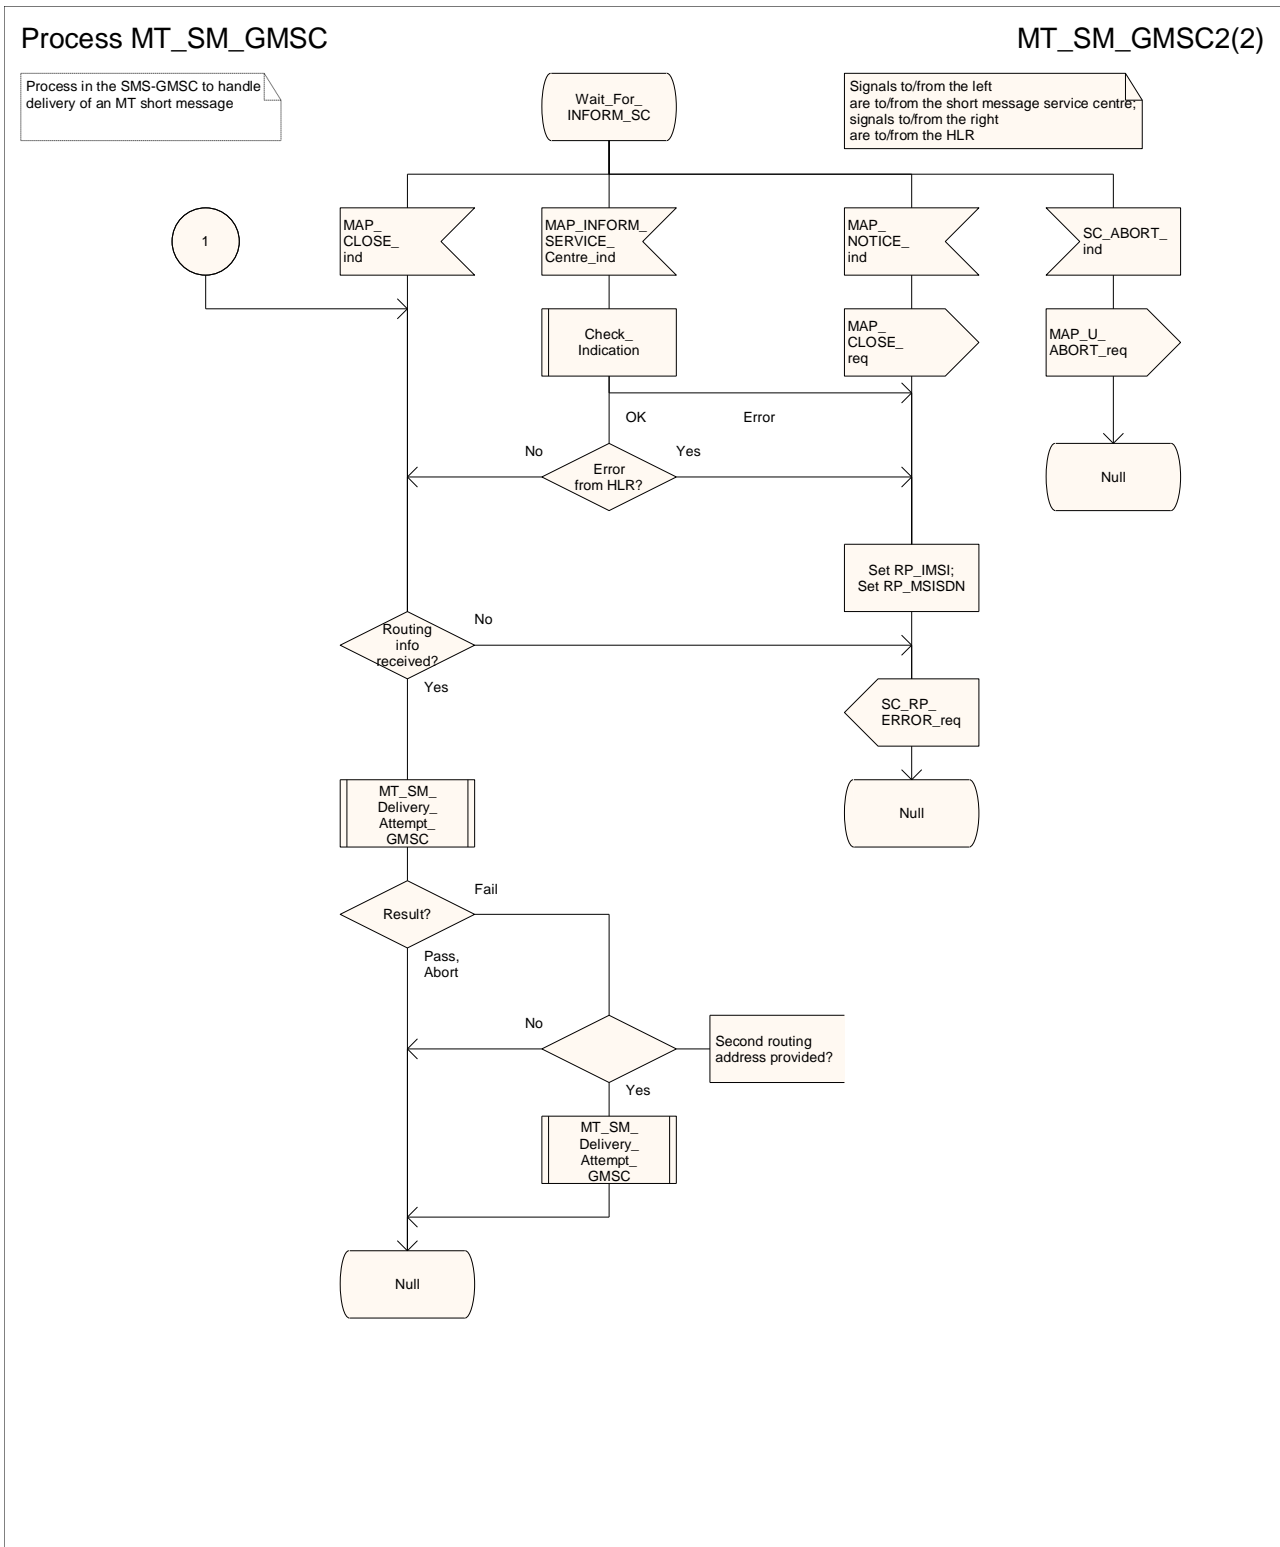 Process MT_SM_GMSC
MT_SM_GMSC2(2)
Process in the SMS-GMSC to handle
delivery of an MT short message
Wait_For_
INFORM_SC
Signals to/from the left
are to/from the short message service centre;
signals to/from the right
are to/from the HLR
1
MAP_
CLOSE_
ind
MAP_INFORM_
SERVICE_
Centre_ind
MAP_
NOTICE_
ind
SC_ABORT_
ind
Check_
Indication
MAP_
CLOSE_
req
MAP_U_
ABORT_req
OK
Error
No
Error
from HLR?
Yes
Null
Set RP_IMSI;
Set RP_MSISDN
Routing
info
received?
No
Yes
SC_RP_
ERROR_req
MT_SM_
Delivery_
Attempt_
GMSC
Null
Result?
Fail
Pass,
Abort
No
Second routing
address provided?
Yes
MT_SM_
Delivery_
Attempt_
GMSC
Null